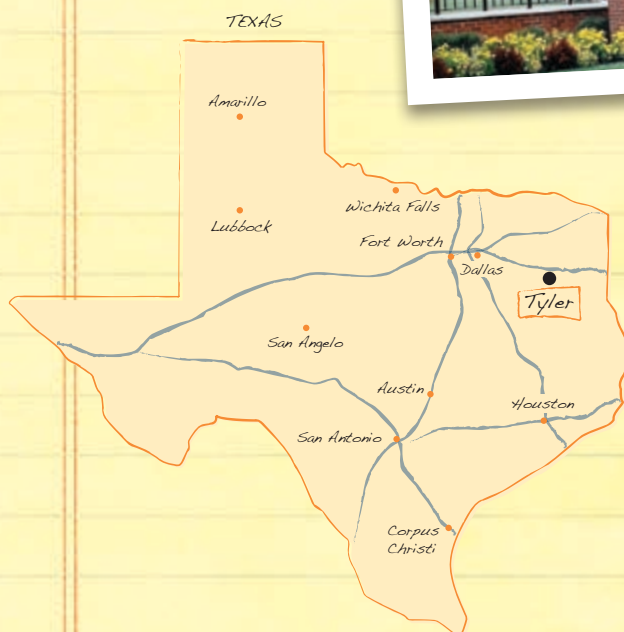 TEXAS
Amarillo
Lubbock
Wichita Falls
Fort Worth
Dallas
Tyler
San Angelo
Austin
Houston
San Antonio
Corpus
Christi